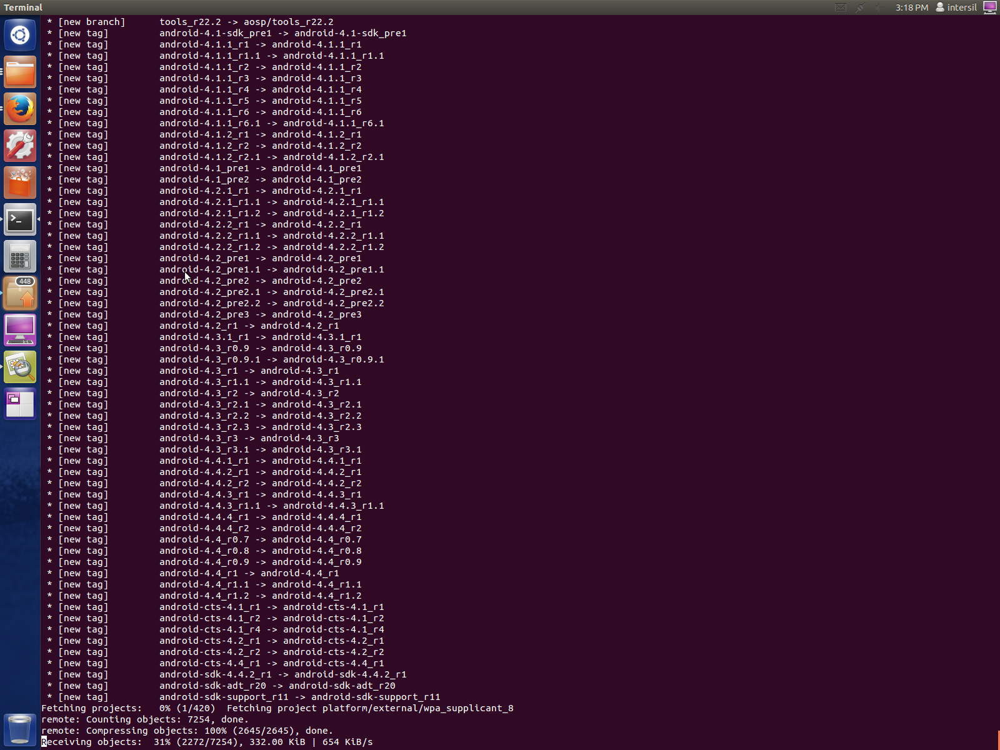 Terminal
3:18 PM intersil
* [new branch]      tools_r22.2 -> aosp/tools_r22.2
* [new tag]         android-4.1-sdk_pre1 -> android-4.1-sdk_pre1
* [new tag]         android-4.1.1_r1 -> android-4.1.1_r1
* [new tag]         android-4.1.1_r1.1 -> android-4.1.1_r1.1
* [new tag]         android-4.1.1_r2 -> android-4.1.1_r2
* [new tag]         android-4.1.1_r3 -> android-4.1.1_r3
* [new tag]         android-4.1.1_r4 -> android-4.1.1_r4
* [new tag]         android-4.1.1_r5 -> android-4.1.1_r5
* [new tag]         android-4.1.1_r6 -> android-4.1.1_r6
* [new tag]         android-4.1.1_r6.1 -> android-4.1.1_r6.1
* [new tag]         android-4.1.2_r1 -> android-4.1.2_r1
* [new tag]         android-4.1.2_r2 -> android-4.1.2_r2
* [new tag]         android-4.1.2_r2.1 -> android-4.1.2_r2.1
* [new tag]         android-4.1_pre1 -> android-4.1_pre1
* [new tag]         android-4.1_pre2 -> android-4.1_pre2
* [new tag]         android-4.2.1_r1 -> android-4.2.1_r1
* [new tag]         android-4.2.1_r1.1 -> android-4.2.1_r1.1
* [new tag]         android-4.2.1_r1.2 -> android-4.2.1_r1.2
* [new tag]         android-4.2.2_r1 -> android-4.2.2_r1
* [new tag]         android-4.2.2_r1.1 -> android-4.2.2_r1.1
* [new tag]         android-4.2.2_r1.2 -> android-4.2.2_r1.2
* [new tag]         android-4.2_pre1 -> android-4.2_pre1
* [new tag]         android-4.2_pre1.1 -> android-4.2_pre1.1
* [new tag]         android-4.2_pre2 -> android-4.2_pre2
448
* [new tag]         android-4.2_pre2.1 -> android-4.2_pre2.1
* [new tag]         android-4.2_pre2.2 -> android-4.2_pre2.2
* [new tag]         android-4.2_pre3 -> android-4.2_pre3
* [new tag]         android-4.2_r1 -> android-4.2_r1
* [new tag]         android-4.3.1_r1 -> android-4.3.1_r1
* [new tag]         android-4.3_r0.9 -> android-4.3_r0.9
* [new tag]         android-4.3_r0.9.1 -> android-4.3_r0.9.1
* [new tag]         android-4.3_r1 -> android-4.3_r1
* [new tag]         android-4.3_r1.1 -> android-4.3_r1.1
* [new tag]         android-4.3_r2 -> android-4.3_r2
* [new tag]         android-4.3_r2.1 -> android-4.3_r2.1
* [new tag]         android-4.3_r2.2 -> android-4.3_r2.2
* [new tag]         android-4.3_r2.3 -> android-4.3_r2.3
* [new tag]         android-4.3_r3 -> android-4.3_r3
* [new tag]         android-4.3_r3.1 -> android-4.3_r3.1
* [new tag]         android-4.4.1_r1 -> android-4.4.1_r1
* [new tag]         android-4.4.2_r1 -> android-4.4.2_r1
* [new tag]         android-4.4.2_r2 -> android-4.4.2_r2
* [new tag]         android-4.4.3_r1 -> android-4.4.3_r1
* [new tag]         android-4.4.3_r1.1 -> android-4.4.3_r1.1
* [new tag]         android-4.4.4_r1 -> android-4.4.4_r1
* [new tag]         android-4.4.4_r2 -> android-4.4.4_r2
* [new tag]         android-4.4_r0.7 -> android-4.4_r0.7
* [new tag]         android-4.4_r0.8 -> android-4.4_r0.8
* [new tag]         android-4.4_r0.9 -> android-4.4_r0.9
* [new tag]         android-4.4_r1 -> android-4.4_r1
* [new tag]         android-4.4_r1.1 -> android-4.4_r1.1
* [new tag]         android-4.4_r1.2 -> android-4.4_r1.2
* [new tag]         android-cts-4.1_r1 -> android-cts-4.1_r1
* [new tag]         android-cts-4.1_r2 -> android-cts-4.1_r2
* [new tag]         android-cts-4.1_r4 -> android-cts-4.1_r4
* [new tag]         android-cts-4.2_r1 -> android-cts-4.2_r1
* [new tag]         android-cts-4.2_r2 -> android-cts-4.2_r2
* [new tag]         android-cts-4.4_r1 -> android-cts-4.4_r1
* [new tag]         android-sdk-4.4.2_r1 -> android-sdk-4.4.2_r1
* [new tag]         android-sdk-adt_r20 -> android-sdk-adt_r20
* [new tag]         android-sdk-support_r11 -> android-sdk-support_r11
Fetching projects:   0% (1/420)  Fetching project platform/external/wpa_supplicant_8
remote: Counting objects: 7254, done.
remote: Compressing objects: 100% (2645/2645), done.
Receiving objects:  31% (2272/7254), 332.00 KiB | 654 KiB/s